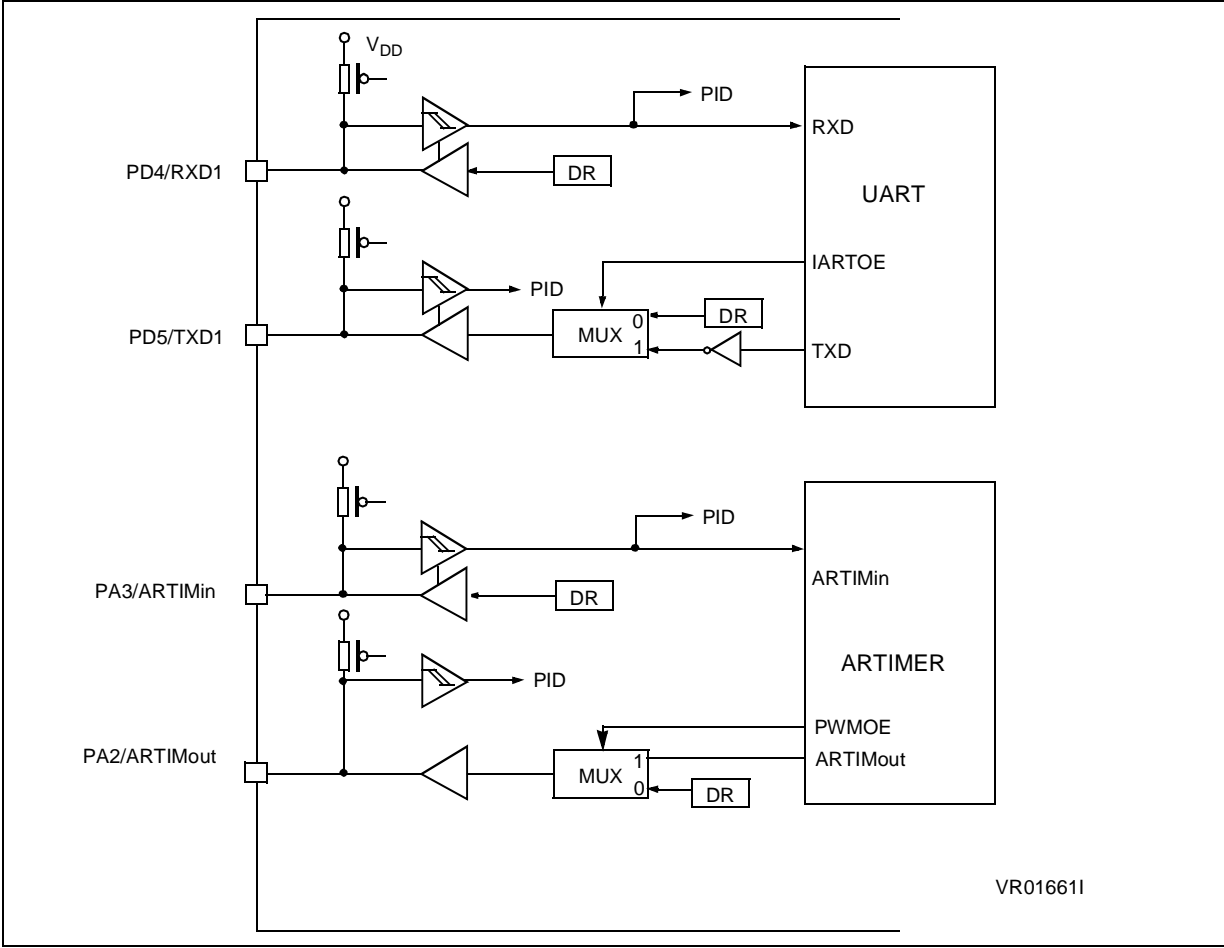 VDD
PID
RXD
PD4/RXD1
DR
UART
IARTOE
PID
DR
PD5/TXD1
MUX
0
1
TXD
PID
ARTIMin
PA3/ARTIMin
DR
ARTIMER
PID
PWMOE
PA2/ARTIMout
MUX
1
0
ARTIMout
DR
VR01661I